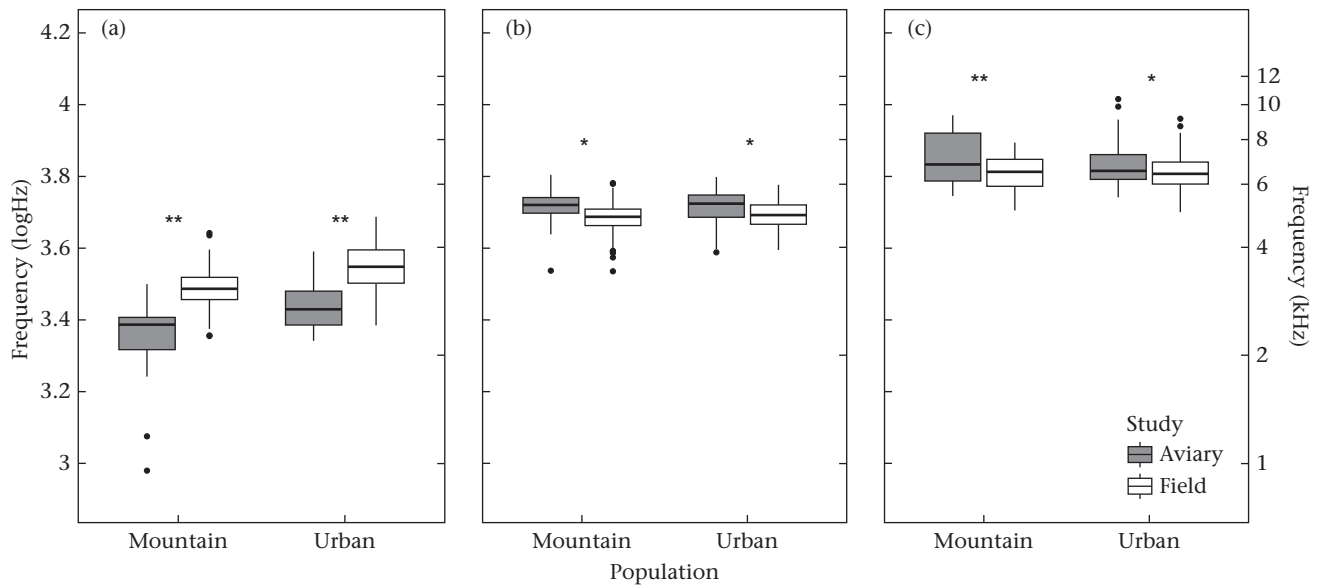 (a)
(b)
(c)
4.2
4
3.8
3.6
3.4
3.2
3
Frequency (logHz)
**
**
*
*
**
*
12
10
8
6
4
2
1
Frequency (kHz)
Study
Aviary
Field
Mountain
Urban
Mountain
Urban
Mountain
Urban
Population